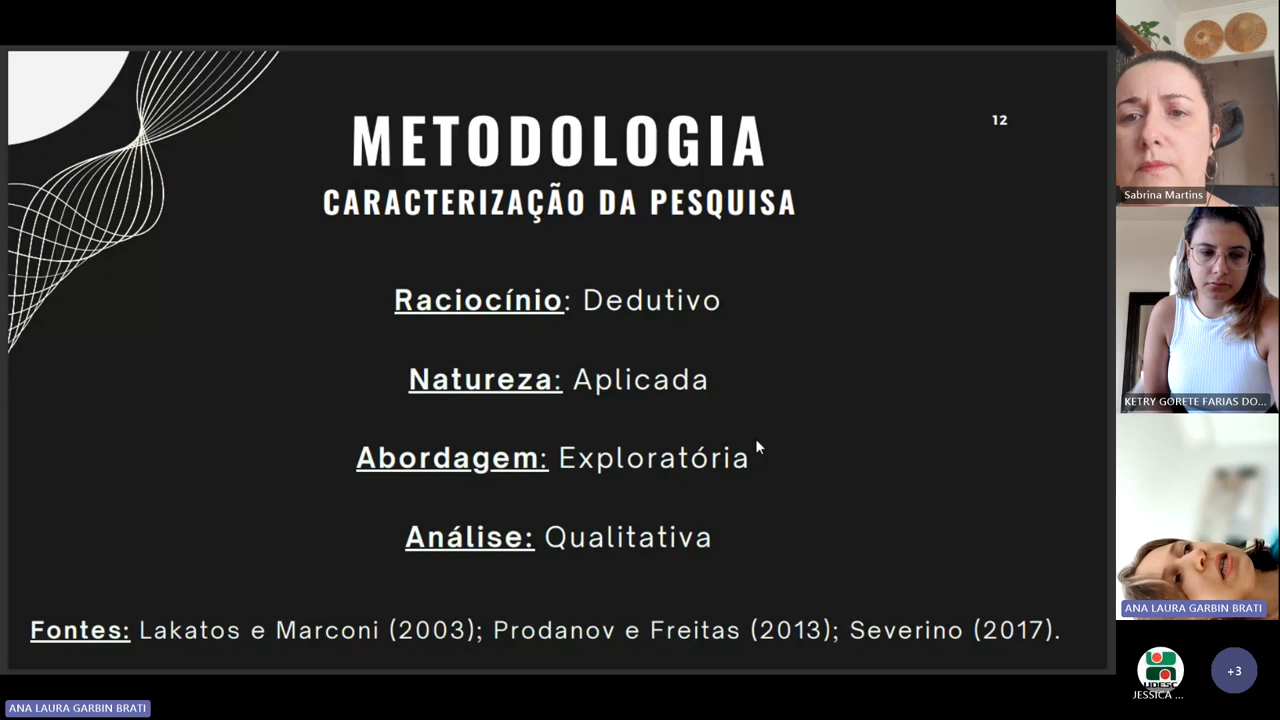 METODOLOGIA
12
CARACTERIZAÇÃO DA PESQUISA
Raciocínio: Dedutivo
Natureza: Aplicada
Abordagem: Exploratória
Análise: Qualitativa
Fontes: Lakatos e Marconi (2003); Prodanov e Freitas (2013); Severino (2017).
Sabrina Martins
KETRY GORETE FARIAS DO...
ANA LAURA GARBIN BRATI
UDESC
JESSICA ...
+3
ANA LAURA GARBIN BRATI